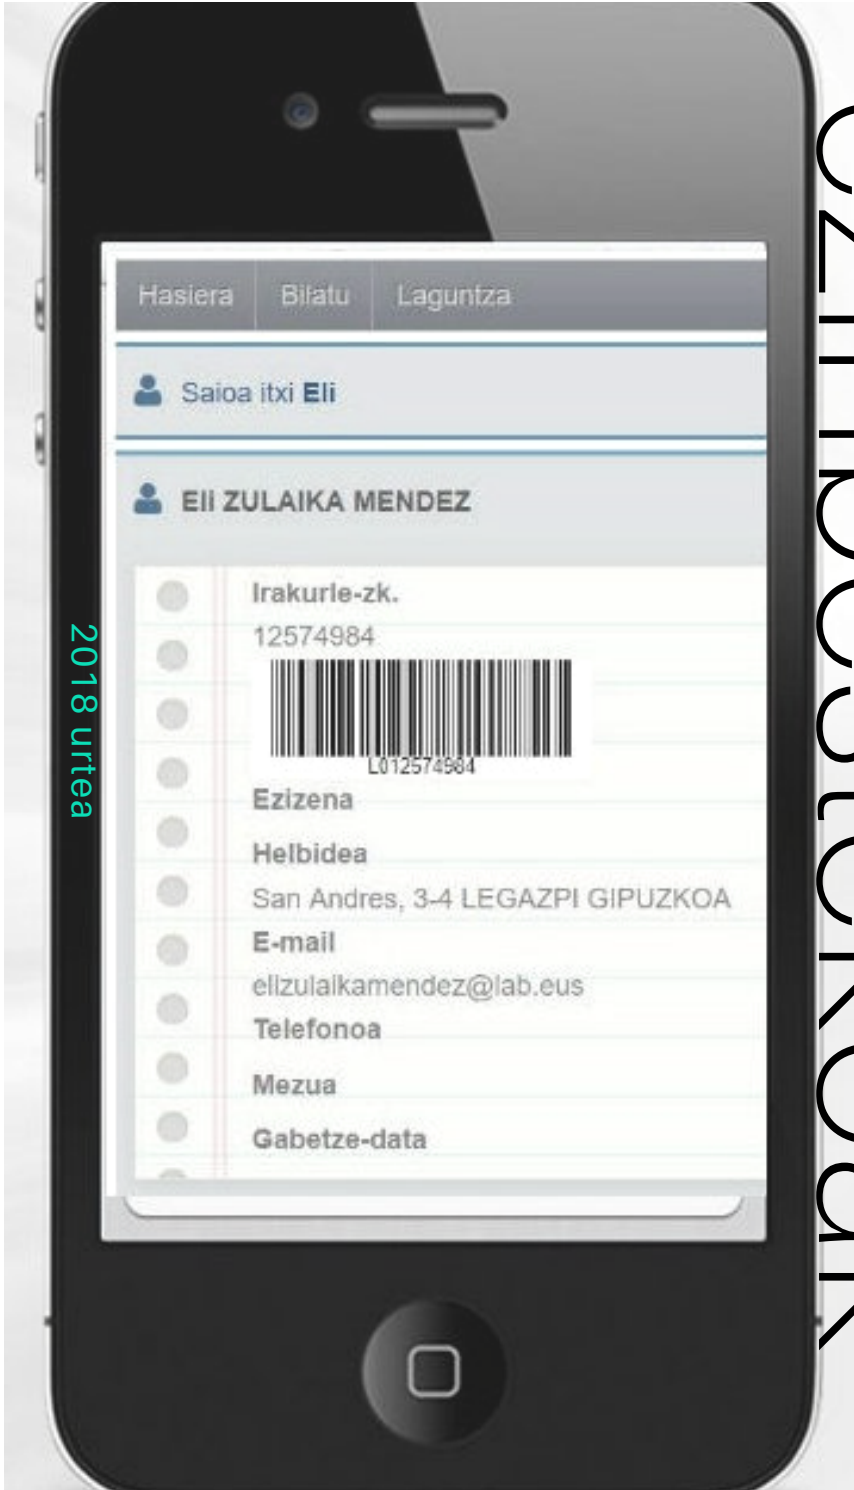 Hasiera Bilatu Laguntza
Saioa itxi Eli
Eli ZULAIKA MENDEZ
Irakurle-zk.
12574984
L012574984
Ezizena
Helbidea
San Andres, 3-4 LEGAZPI GIPUZKOA
E-mail
elizulaikamendez@lab.eus
Telefonoa
Mezua
Gabetze-data
2018 urtea